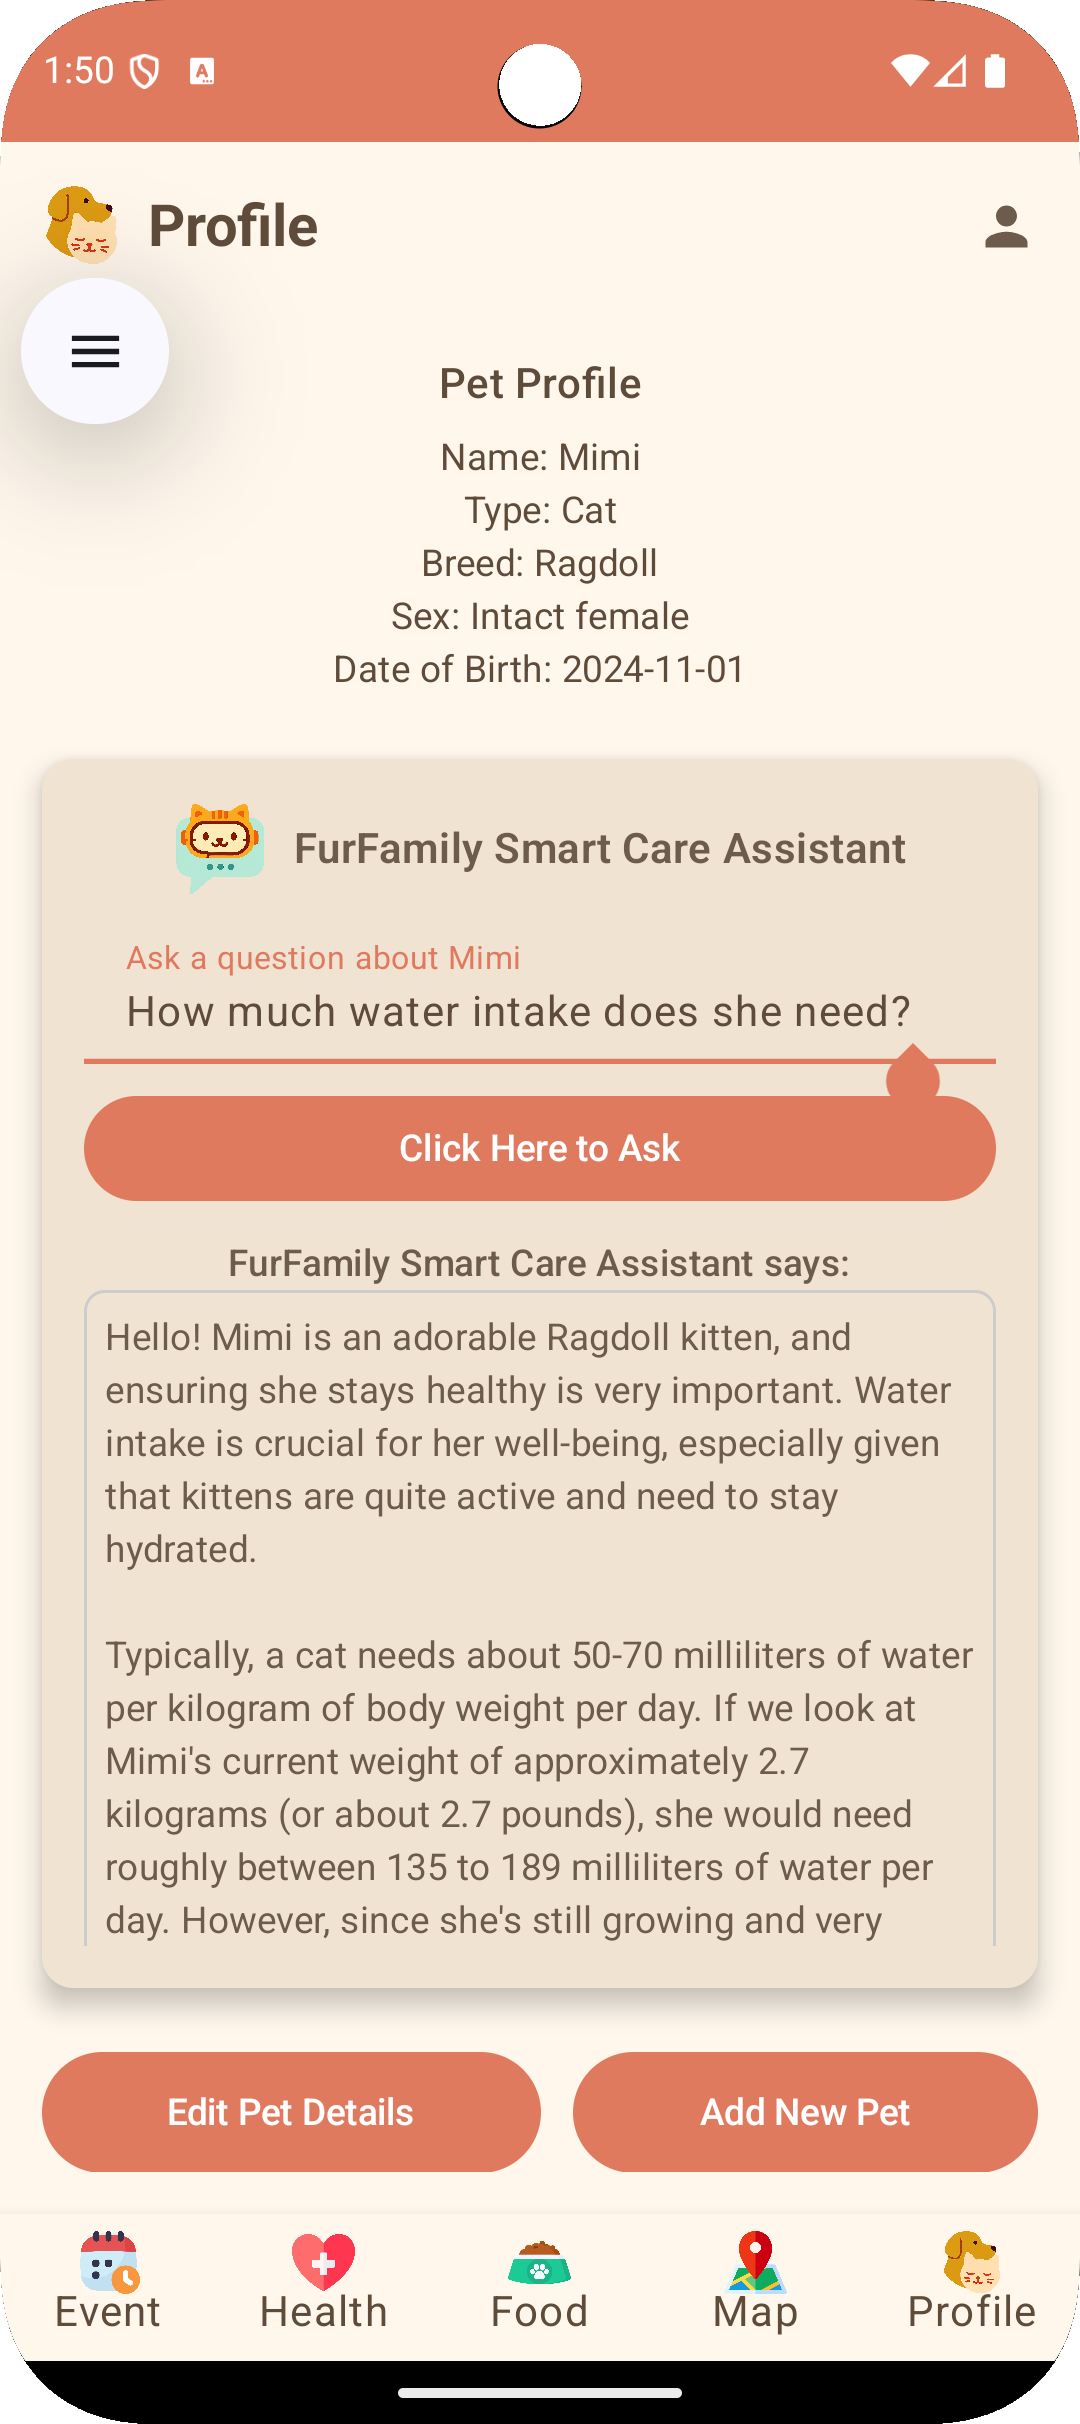 1:50
A
Profile
Pet Profile
Name: Mimi
Type: Cat
Breed: Ragdoll
Sex: Intact female
Date of Birth: 2024-11-01
FurFamily Smart Care Assistant
Ask a question about Mimi
How much water intake does she need?
Click Here to Ask
FurFamily Smart Care Assistant says:
Hello! Mimi is an adorable Ragdoll kitten, and
ensuring she stays healthy is very important. Water
intake is crucial for her well-being, especially given
that kittens are quite active and need to stay
hydrated.
Typically, a cat needs about 50-70 milliliters of water
per kilogram of body weight per day. If we look at
Mimi's current weight of approximately 2.7
kilograms (or about 2.7 pounds), she would need
roughly between 135 to 189 milliliters of water per
day. However, since she's still growing and very
Edit Pet Details
Add New Pet
Event
Health
Food
Map
Profile